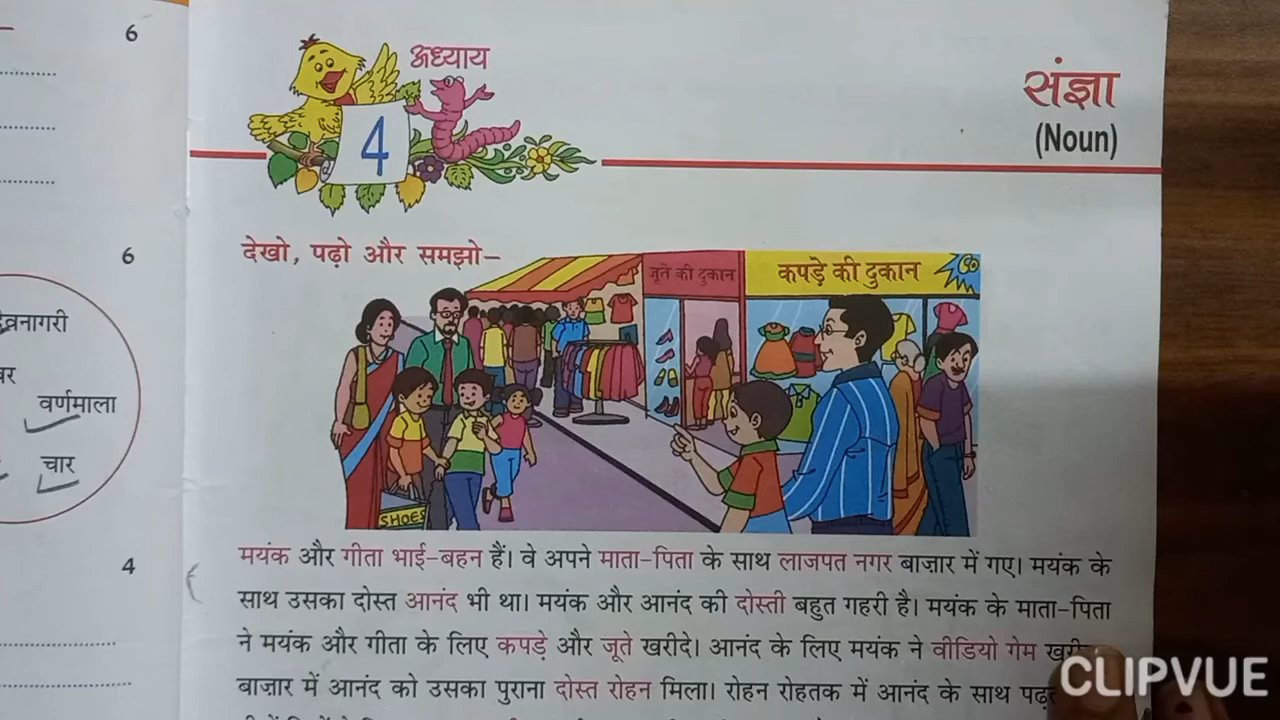 6
6
देवनागरी
वर्णमाला
चार
4
अध्याय
4
संज्ञा
(Noun)
देखो, पढ़ो और समझो–
जूते की दुकान
कपड़े की दुकान
SHOES
मयंक और गीता भाई-बहन हैं। वे अपने माता-पिता के साथ लाजपत नगर बाज़ार में गए। मयंक के
साथ उसका दोस्त आनंद भी था। मयंक और आनंद की दोस्ती बहुत गहरी है। मयंक के माता-पिता
ने मयंक और गीता के लिए कपड़े और जूते खरीदे। आनंद के लिए मयंक ने वीडियो गेम
बाज़ार में आनंद को उसका पुराना दोस्त रोहन मिला। रोहन रोहतक में आनंद के साथ
CLIPVUE